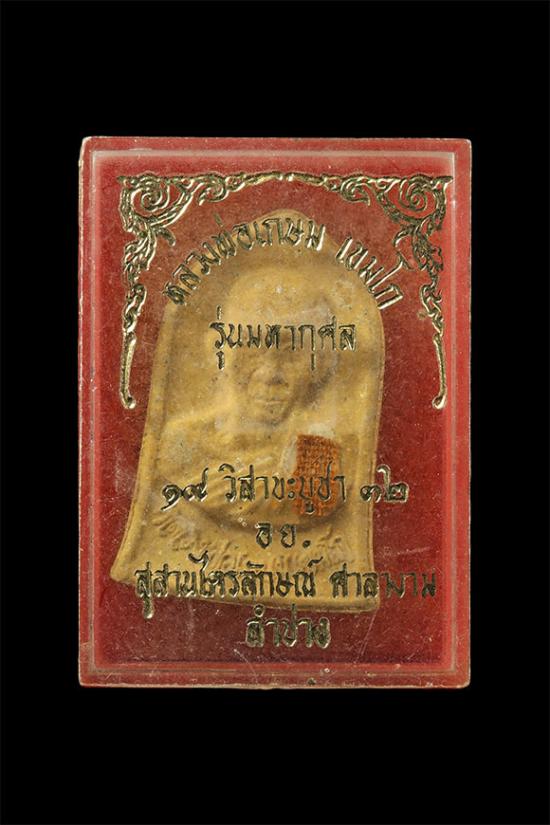 หลวงพ่อเกษม เขมโก
รุ่นมหากุศล
๑๙ วิสาขะบูชา ๓๒
อย.
สุสานไตรลักษณ์ ศาลาบาม
ลำปาง